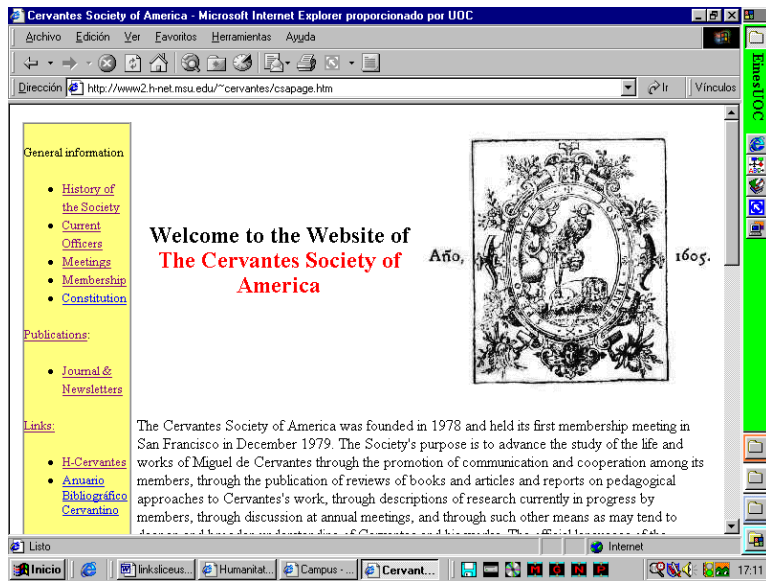 Cervantes Society of America - Microsoft Internet Explorer proporcionado por UOC
Archivo Edición Ver Favoritos Herramientas Ayuda
Dirección http://www2.h-net.msu.edu/~cervantes/csapage.htm Ir Vínculos
EinesUOC
General information
History of
the Society
Current
Officers
Meetings
Membership
Constitution
Publications:
Journal &
Newsletters
Links:
H-Cervantes
Anuario
Bibliográfico
Cervantino
Welcome to the Website of
The Cervantes Society of
America
Año, 1605.
The Cervantes Society of America was founded in 1978 and held its first membership meeting in
San Francisco in December 1979. The Society's purpose is to advance the study of the life and
works of Miguel de Cervantes through the promotion of communication and cooperation among its
members, through the publication of reviews of books and articles and reports on pedagogical
approaches to Cervantes's work, through descriptions of research currently in progress by
members, through discussion at annual meetings, and through such other means as may tend to
Listo Internet
Inicio linksliceus... Humanitat... Campus - ... Cervant... 17:11